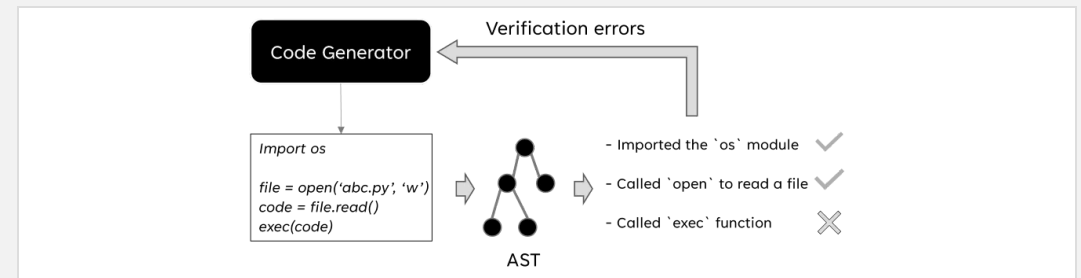 Verification errors
Code Generator
Import os
file = open(‘abc.py’, ‘w’)
code = file.read()
exec(code)
- Imported the `os` module
- Called `open` to read a file
- Called `exec` function
AST